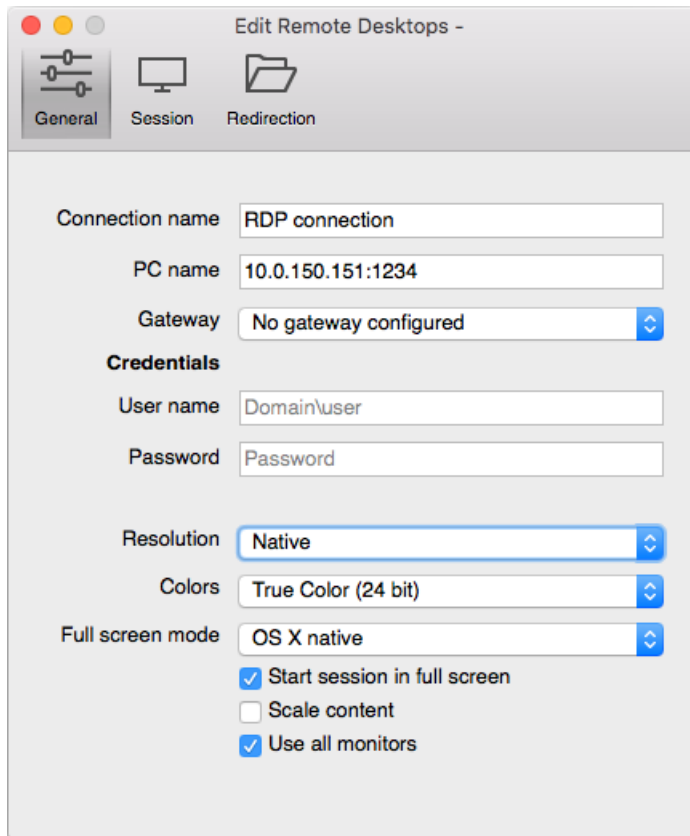 Edit Remote Desktops -
General Session Redirection
Connection name RDP connection
PC name 10.0.150.151:1234
Gateway No gateway configured
Credentials
User name Domain\user
Password Password
Resolution Native
Colors True Color (24 bit)
Full screen mode OS X native
Start session in full screen
Scale content
Use all monitors